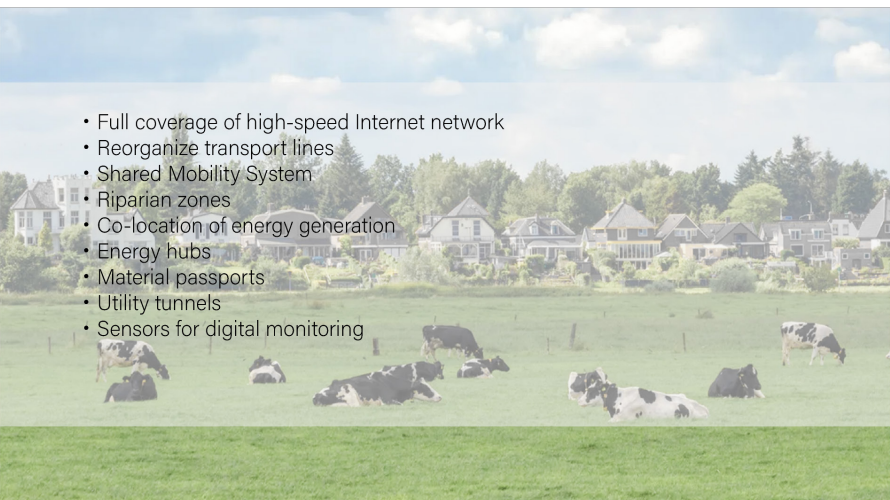 • Full coverage of high-speed Internet network
• Reorganize transport lines
• Shared Mobility System
• Riparian zones
• Co-location of energy generation
• Energy hubs
• Material passports
• Utility tunnels
• Sensors for digital monitoring